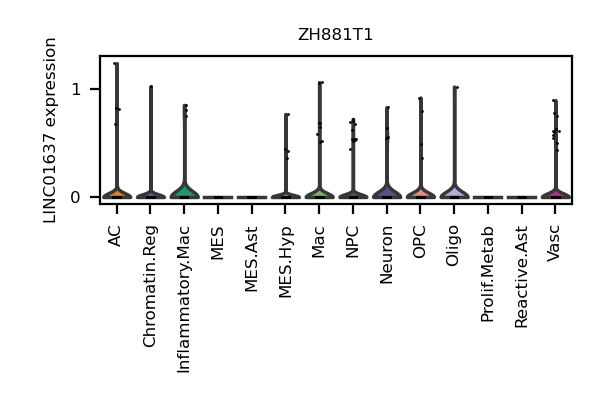 ZH881T1
LINC01637 expression
1
0
AC
Chromatin.Reg
Inflammatory.Mac
MES
MES.Ast
MES.Hyp
Mac
NPC
Neuron
OPC
Oligo
Prolif.Metab
Reactive.Ast
Vasc